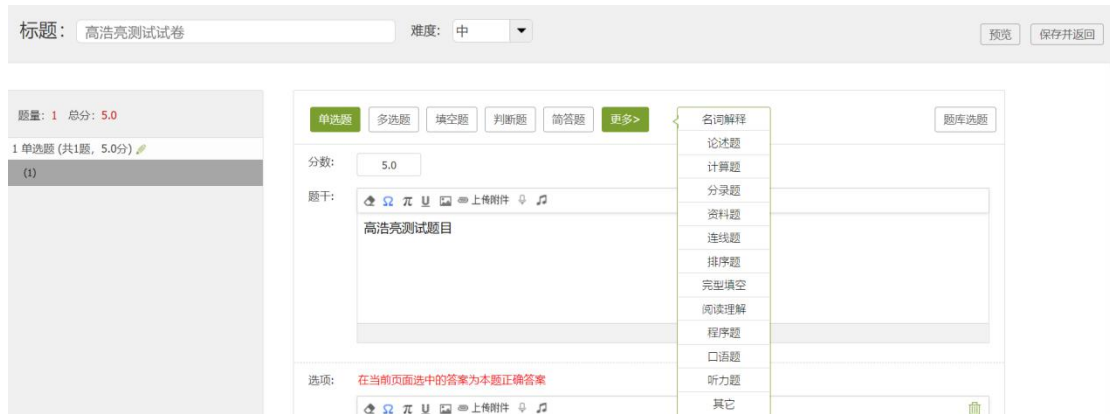 标题： 高浩亮测试试卷 难度: 中 预览 保存并返回
题量: 1 总分: 5.0
单选题 多选题 填空题 判断题 简答题 更多> 名词解释 题库选题
1 单选题 (共1题，5.0分)
(1)
论述题
分数: 5.0
计算题
题干:
分录题
Ω π U 上传附件
资料题
高浩亮测试题目
连线题
排序题
完型填空
阅读理解
程序题
口语题
选项: 在当前页面选中的答案为本题正确答案
听力题
Ω π U 上传附件
其它